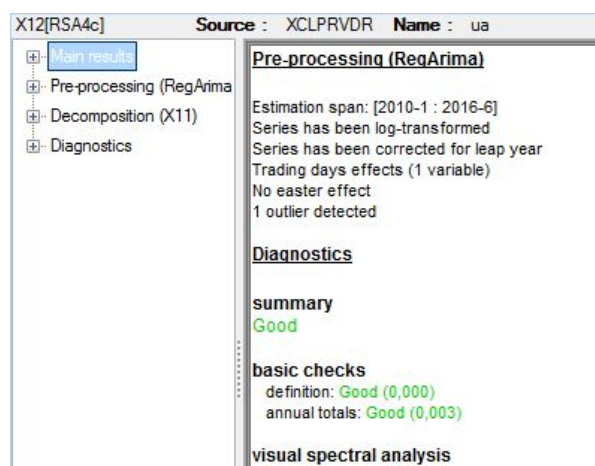 X12[RSA4c] Source : XCLPRVDR Name : ua
Main results
Pre-processing (RegArima
Decomposition (X11)
Diagnostics
Pre-processing (RegArima)
Estimation span: [2010-1 : 2016-6]
Series has been log-transformed
Series has been corrected for leap year
Trading days effects (1 variable)
No easter effect
1 outlier detected
Diagnostics
summary
Good
basic checks
definition: Good (0,000)
annual totals: Good (0,003)
visual spectral analysis